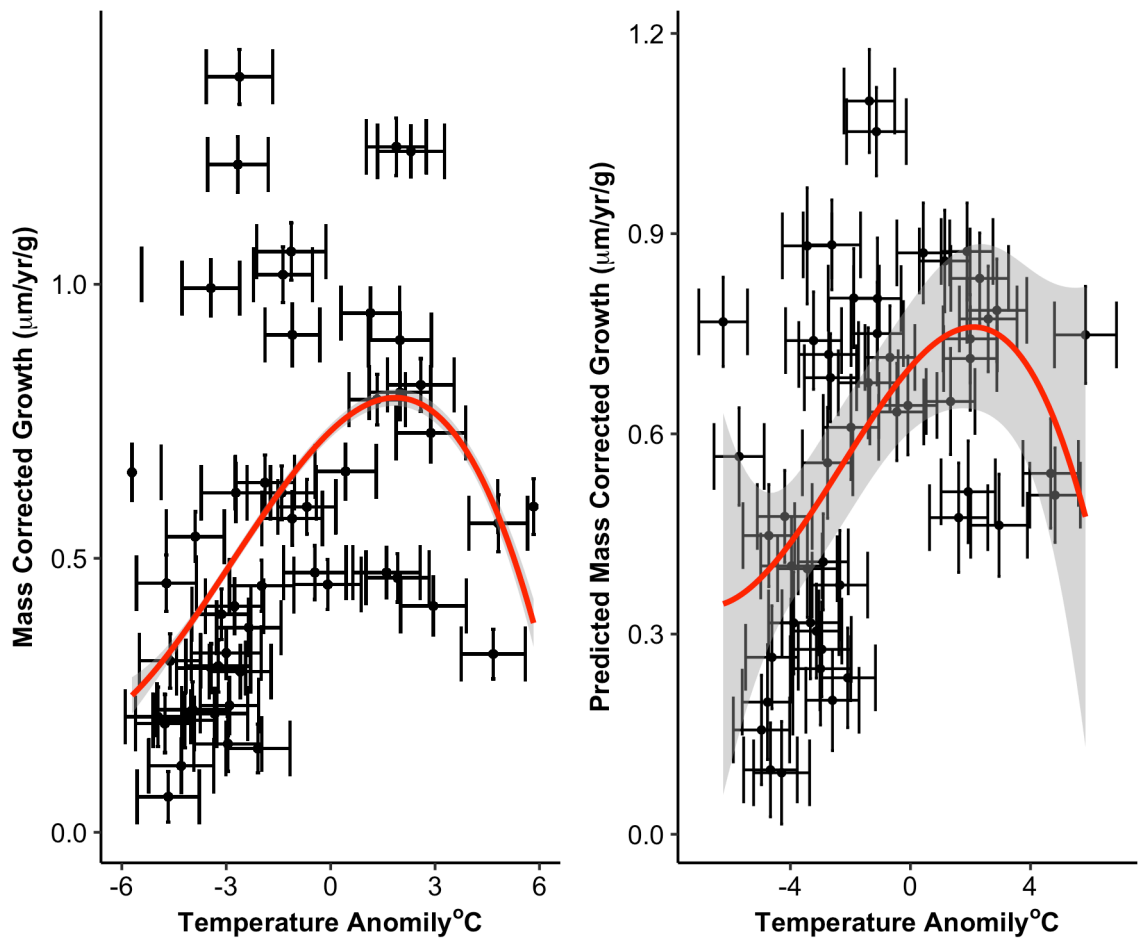 Mass Corrected Growth (μm/yr/g)
1.0
0.5
0.0
-6 -3 0 3 6
Temperature Anomily°C
Predicted Mass Corrected Growth (μm/yr/g)
1.2
0.9
0.6
0.3
0.0
-4 0 4
Temperature Anomily°C